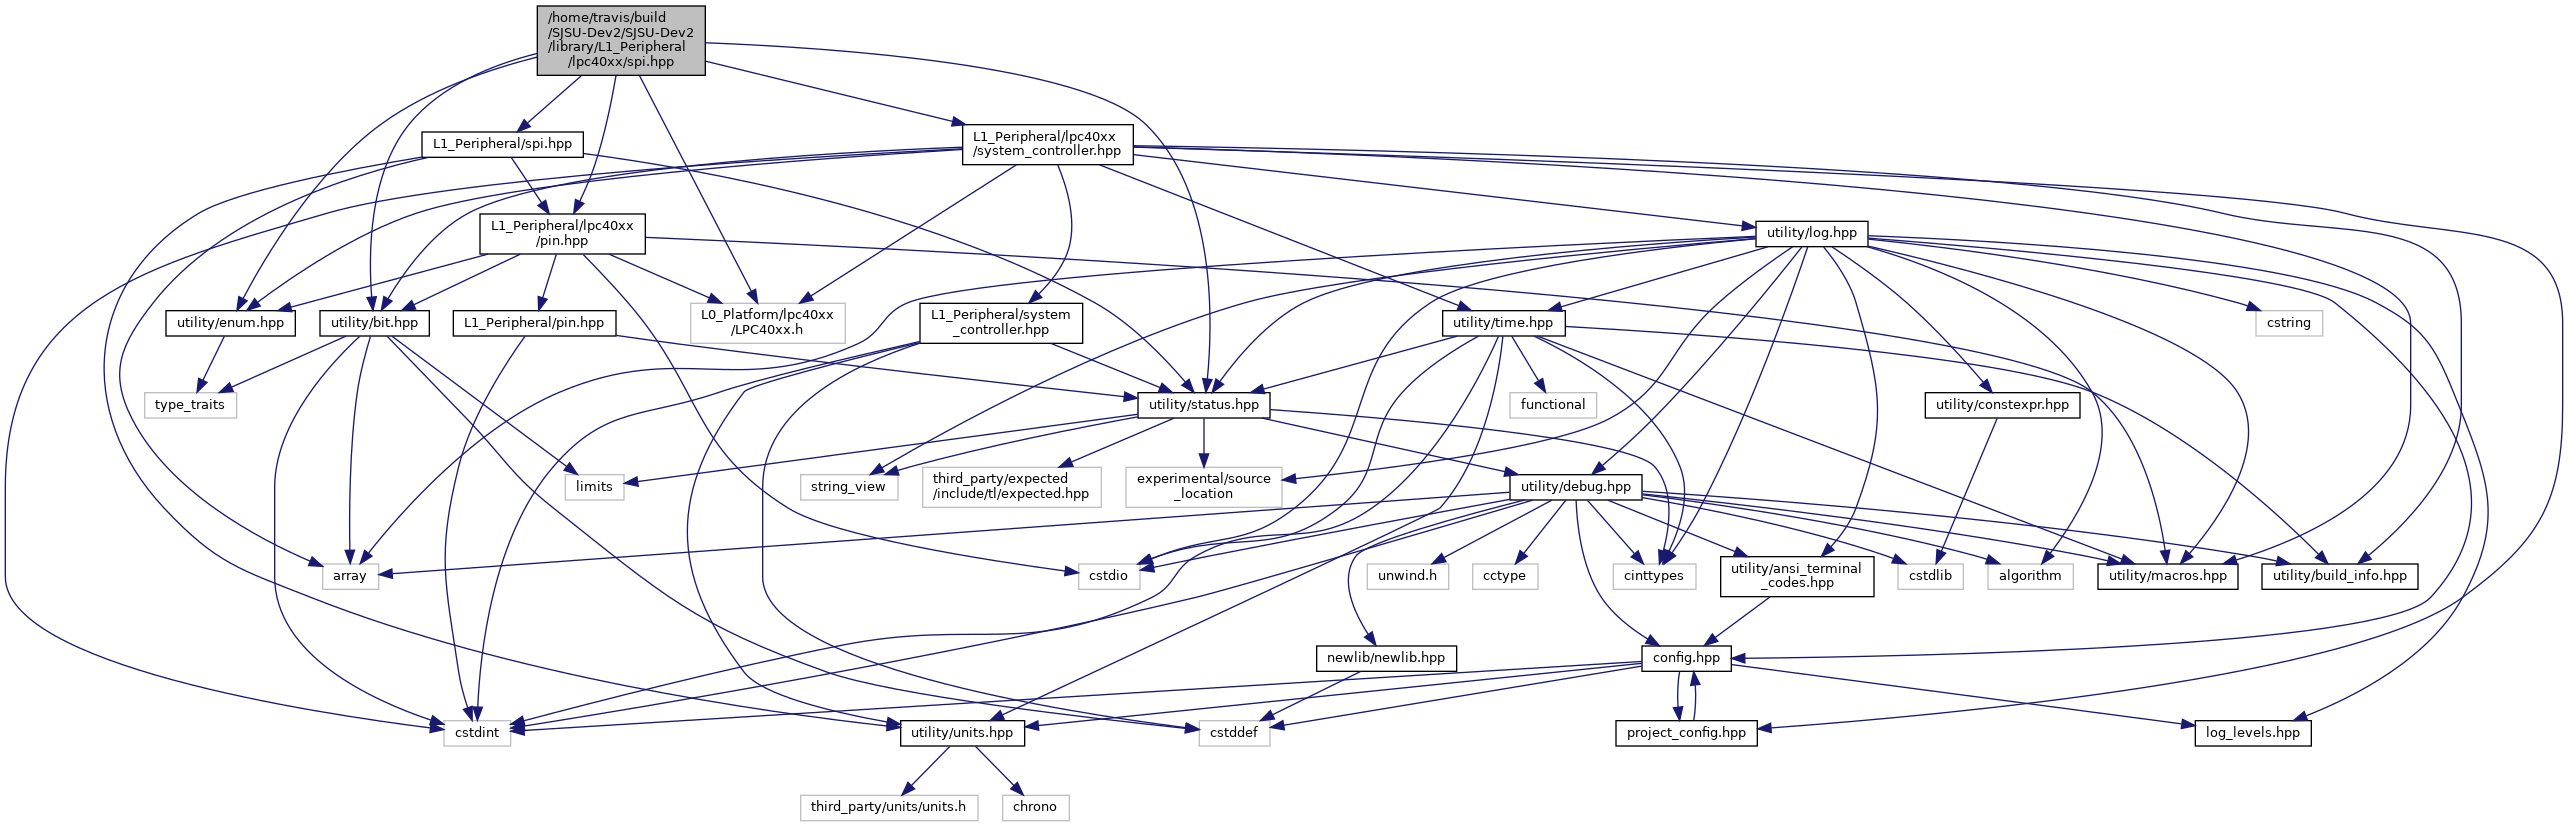 /home/travis/build
/SJSU-Dev2/SJSU-Dev2
/library/L1_Peripheral
/lpc40xx/spi.hpp
L1_Peripheral/spi.hpp
L1_Peripheral/lpc40xx
/system_controller.hpp
L1_Peripheral/lpc40xx
/pin.hpp
utility/log.hpp
utility/enum.hpp
utility/bit.hpp
L1_Peripheral/pin.hpp
L0_Platform/lpc40xx
/LPC40xx.h
L1_Peripheral/system
_controller.hpp
utility/time.hpp
cstring
type_traits
utility/status.hpp
functional
utility/constexpr.hpp
limits
string_view
third_party/expected
/include/tl/expected.hpp
experimental/source
_location
utility/debug.hpp
array
cstdio
unwind.h
cctype
cinttypes
utility/ansi_terminal
_codes.hpp
cstdlib
algorithm
utility/macros.hpp
utility/build_info.hpp
newlib/newlib.hpp
config.hpp
cstdint
utility/units.hpp
cstddef
project_config.hpp
log_levels.hpp
third_party/units/units.h
chrono